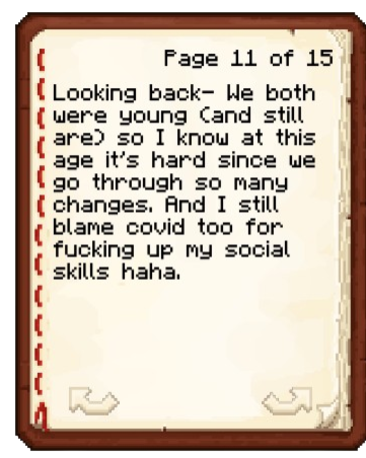 Page 11 of 15
Looking back- We both
were young (and still
are) so I know at this
age it's hard since we
go through so many
changes. And I still
blame covid too for
fucking up my social
skills haha.